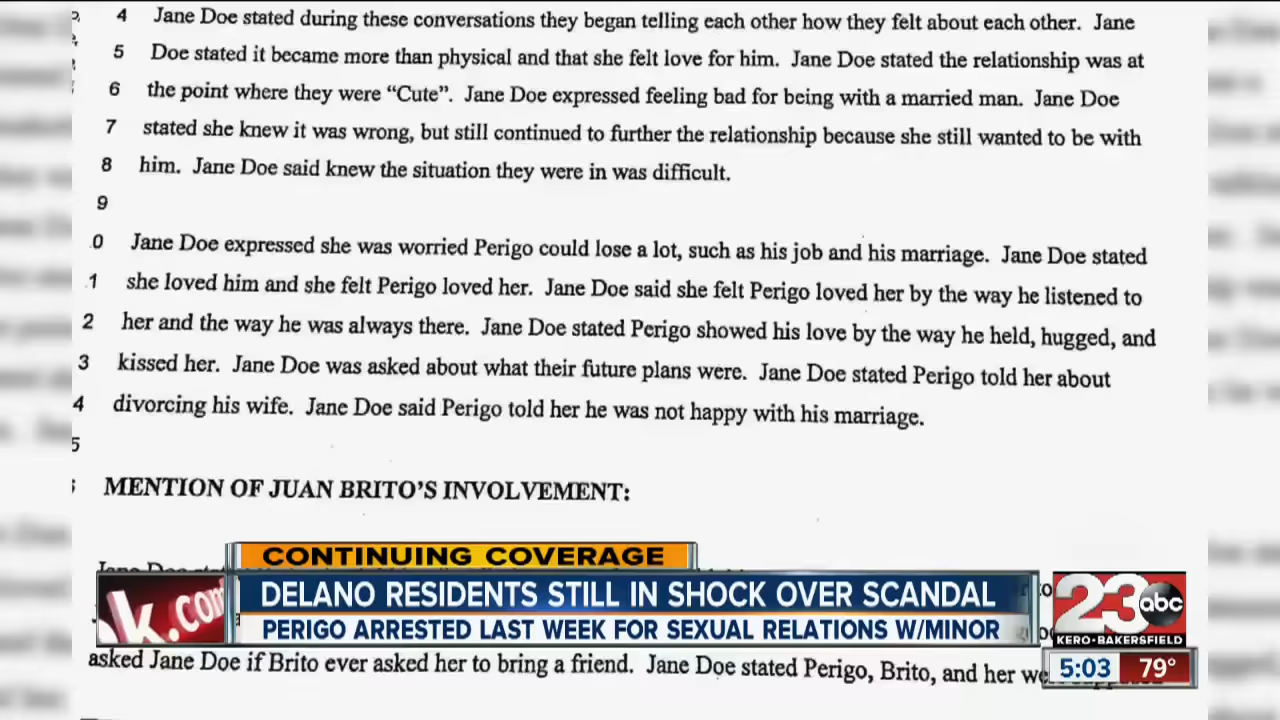 4 Jane Doe stated during these conversations they began telling each other how they felt about each other. Jane
5 Doe stated it became more than physical and that she felt love for him. Jane Doe stated the relationship was at
6 the point where they were “Cute”. Jane Doe expressed feeling bad for being with a married man. Jane Doe
7 stated she knew it was wrong, but still continued to further the relationship because she still wanted to be with
8 him. Jane Doe said knew the situation they were in was difficult.
9
0 Jane Doe expressed she was worried Perigo could lose a lot, such as his job and his marriage. Jane Doe stated
1 she loved him and she felt Perigo loved her. Jane Doe said she felt Perigo loved her by the way he listened to
2 her and the way he was always there. Jane Doe stated Perigo showed his love by the way he held, hugged, and
3 kissed her. Jane Doe was asked about what their future plans were. Jane Doe stated Perigo told her about
4 divorcing his wife. Jane Doe said Perigo told her he was not happy with his marriage.
5
MENTION OF JUAN BRITO’S INVOLVEMENT:
CONTINUING COVERAGE
k.com
DELANO RESIDENTS STILL IN SHOCK OVER SCANDAL
PERIGO ARRESTED LAST WEEK FOR SEXUAL RELATIONS W/MINOR
23 abc
KERO•BAKERSFIELD
asked Jane Doe if Brito ever asked her to bring a friend. Jane Doe stated Perigo, Brito, and her
5:03 79°